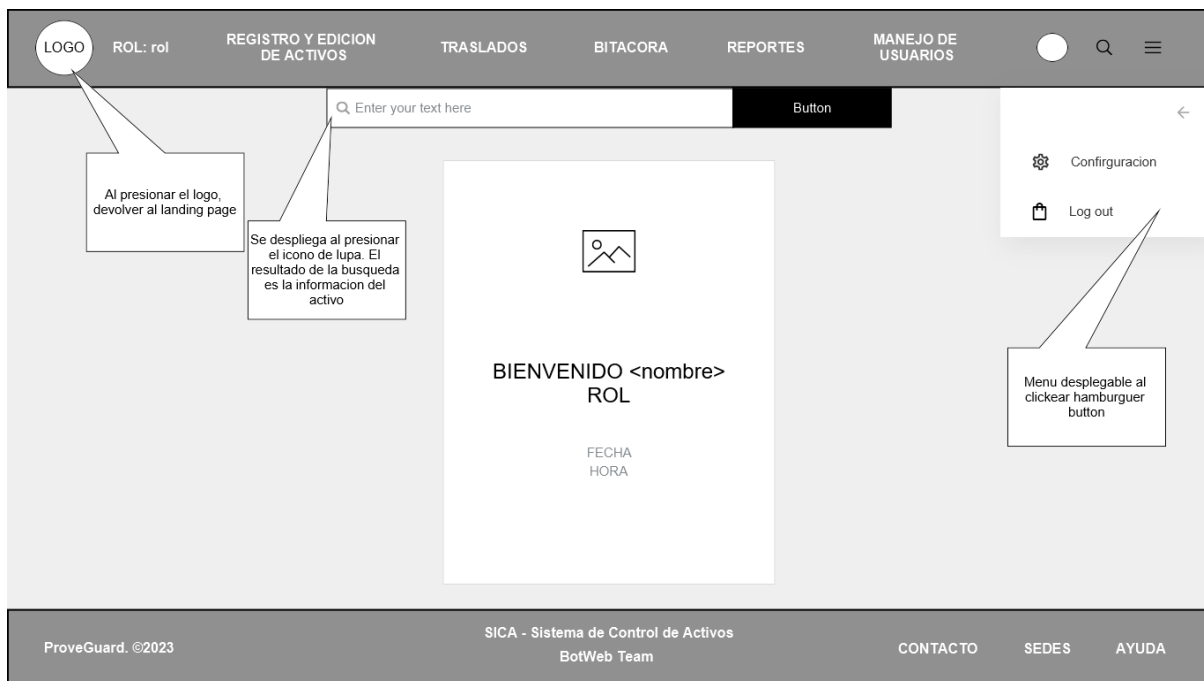 LOGO
ROL: rol
REGISTRO Y EDICION
DE ACTIVOS
TRASLADOS
BITACORA
REPORTES
MANEJO DE
USUARIOS
Enter your text here
Button
Confirguracion
Log out
Al presionar el logo,
devolver al landing page
Se despliega al presionar
el icono de lupa. El
resultado de la busqueda
es la informacion del
activo
BIENVENIDO <nombre>
ROL
FECHA
HORA
Menu desplegable al
clickear hamburguer
button
ProveGuard. ©2023
SICA - Sistema de Control de Activos
BotWeb Team
CONTACTO
SEDES
AYUDA